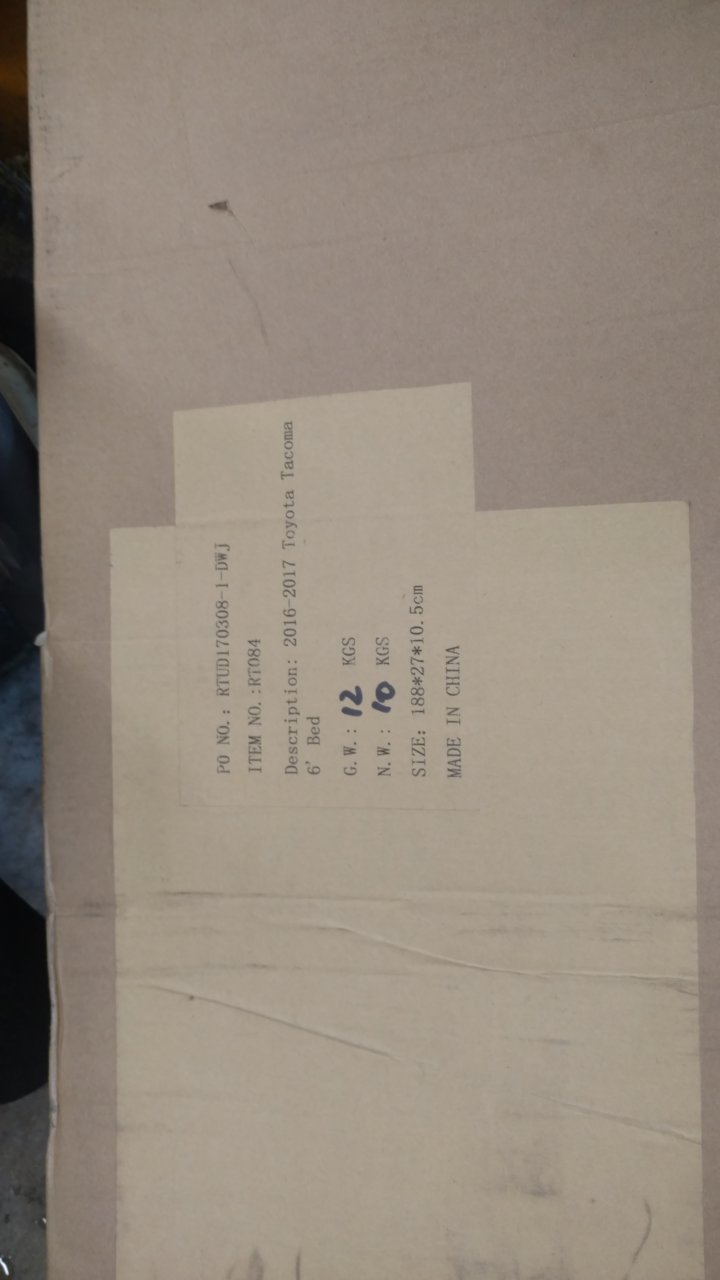 PO NO.: RTUD170308-1-DWJ
ITEM NO.:RT084
Description: 2016-2017 Toyota Tacoma
6' Bed
G.W.: 12 KGS
N.W.: 10 KGS
SIZE: 188*27*10.5cm
MADE IN CHINA